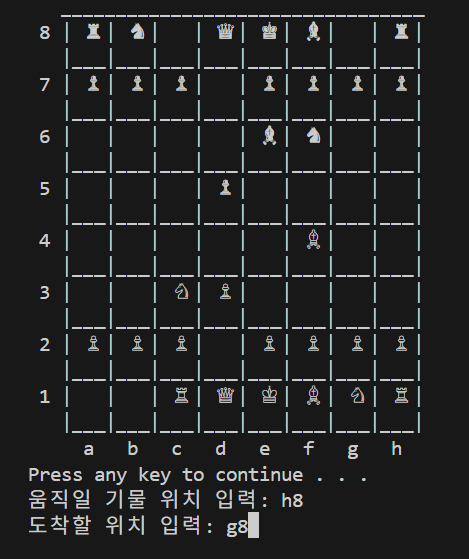 8 | ♜ | ♞ |   | ♛ | ♚ | ♝ |   | ♜ |
7 | ♟ | ♟ | ♟ |   | ♟ | ♟ | ♟ | ♟ |
6 |   |   |   |   | ♝ | ♞ |   |   |
5 |   |   |   | ♟ |   |   |   |   |
4 |   |   |   |   |   | ♗ |   |   |
3 |   |   | ♘ | ♙ |   |   |   |   |
2 | ♙ | ♙ | ♙ |   | ♙ | ♙ | ♙ | ♙ |
1 |   |   | ♖ | ♕ | ♔ | ♗ | ♘ | ♖ |
a b c d e f g h
Press any key to continue . . .
움직일 기물 위치 입력: h8
도착할 위치 입력: g8